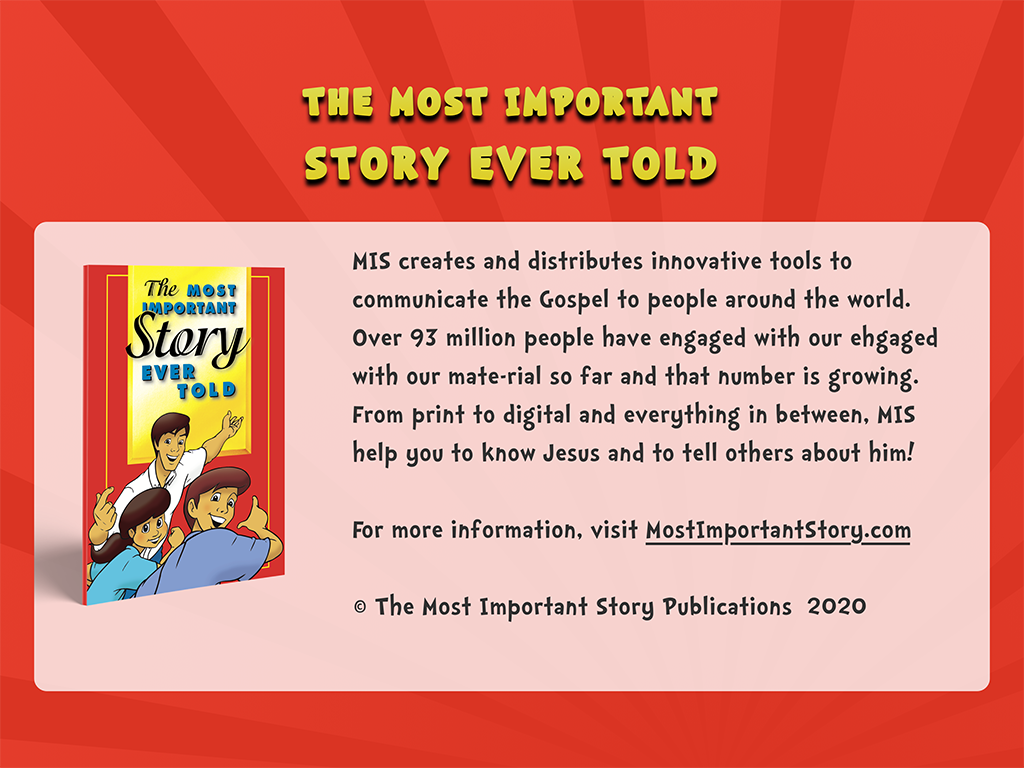 THE MOST IMPORTANT
STORY EVER TOLD
The MOST
IMPORTANT
Story
EVER
TOLD
MIS creates and distributes innovative tools to
communicate the Gospel to people around the world.
Over 93 million people have engaged with our ehgaged
with our mate-rial so far and that number is growing.
From print to digital and everything in between, MIS
help you to know Jesus and to tell others about him!
For more information, visit MostImportantStory.com
© The Most Important Story Publications 2020